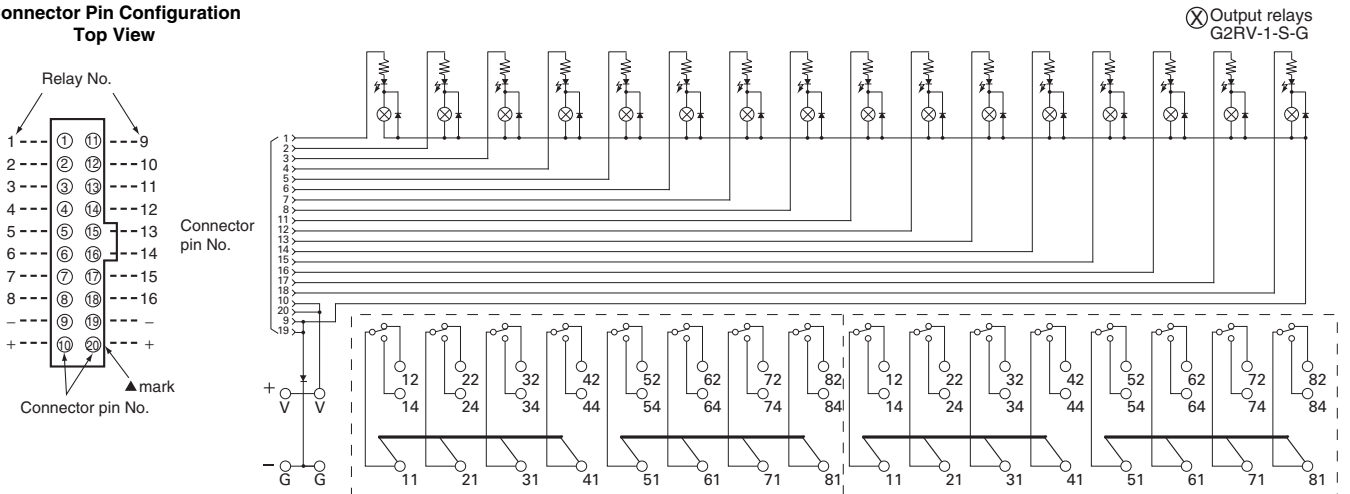 onnector Pin Configuration
Top View
Relay No.
1 ① ⑪ 9
2 ② ⑫ 10
3 ③ ⑬ 11
4 ④ ⑭ 12
5 ⑤ ⑮ 13
6 ⑥ ⑯ 14
7 ⑦ ⑰ 15
8 ⑧ ⑱ 16
− ⑨ ⑲ −
+ ⑩ ⑳ +
▲mark
Connector pin No.
Output relays
G2RV-1-S-G
Connector
pin No.
1
2
3
4
5
6
7
8
11
12
13
14
15
16
17
18
10
20
9
19
+ V V
− G G
12 22 32 42 52 62 72 82 12 22 32 42 52 62 72 82
14 24 34 44 54 64 74 84 14 24 34 44 54 64 74 84
11 21 31 41 51 61 71 81 11 21 31 41 51 61 71 81